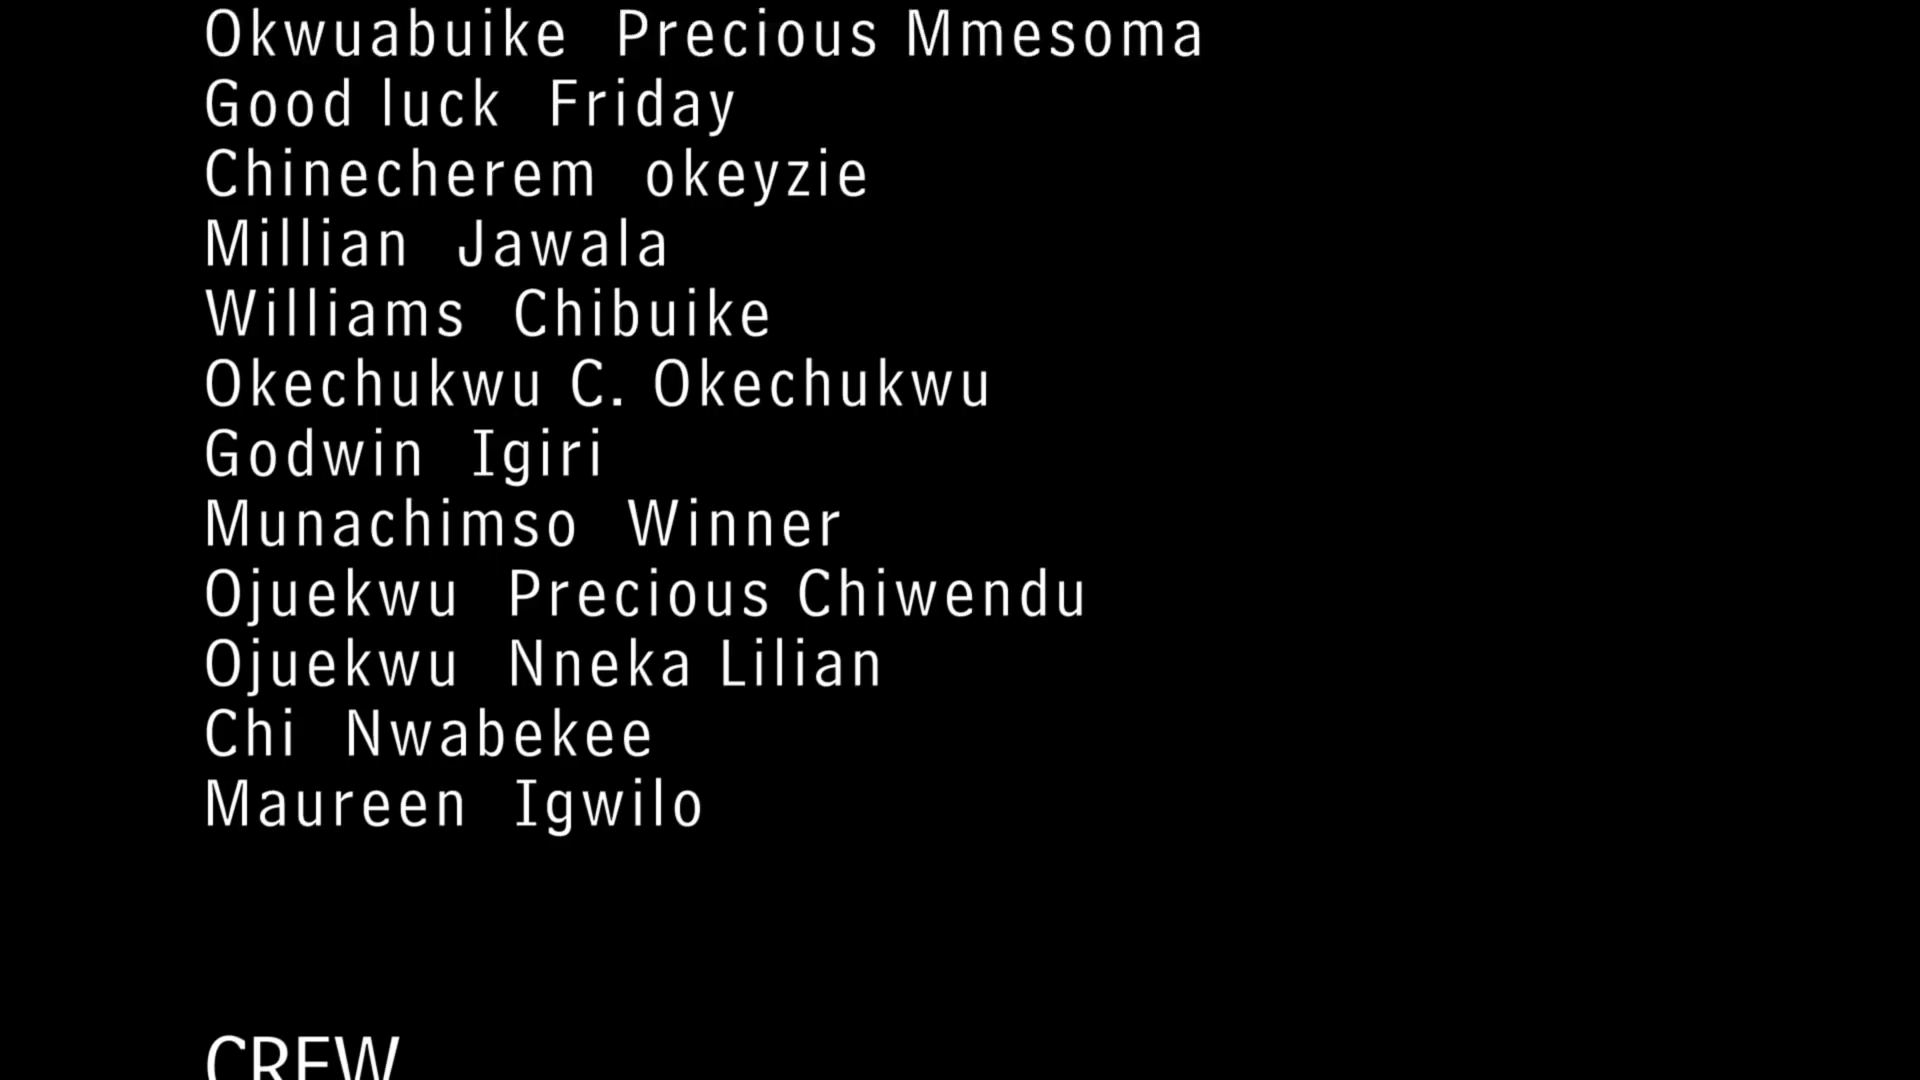 Okwuabuike Precious Mmesoma
Good luck Friday
Chinecherem okeyzie
Millian Jawala
Williams Chibuike
Okechukwu C. Okechukwu
Godwin Igiri
Munachimso Winner
Ojuekwu Precious Chiwendu
Ojuekwu Nneka Lilian
Chi Nwabekee
Maureen Igwilo
CREW